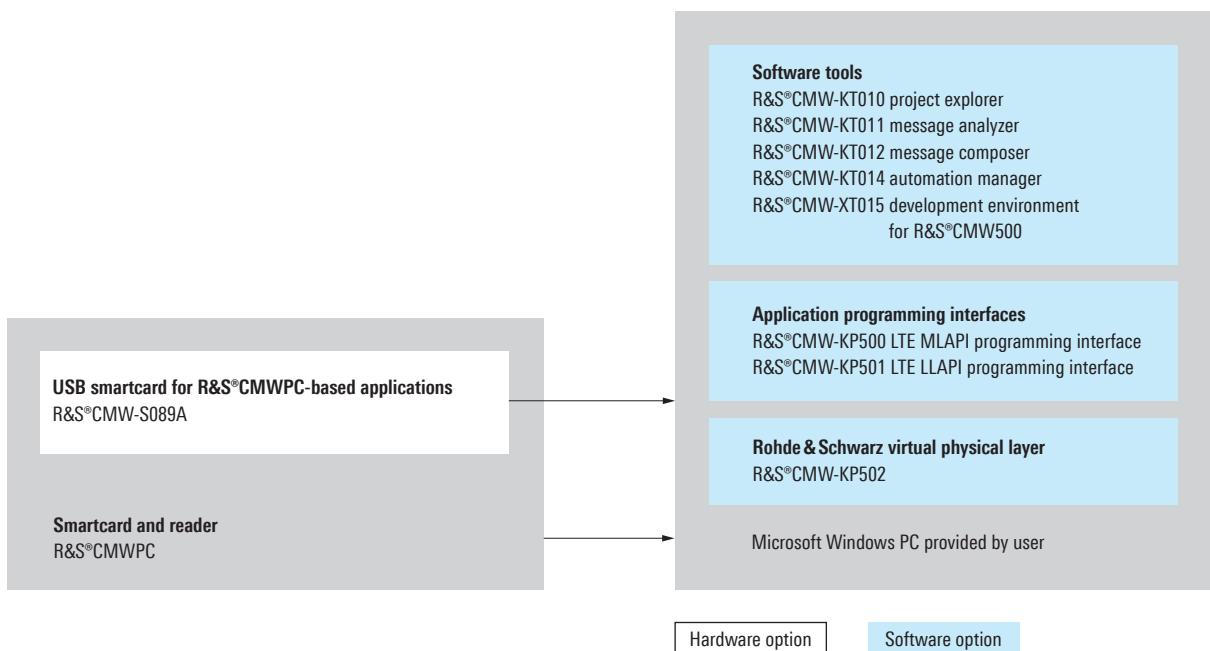 Software tools
R&S®CMW-KT010 project explorer
R&S®CMW-KT011 message analyzer
R&S®CMW-KT012 message composer
R&S®CMW-KT014 automation manager
R&S®CMW-XT015 development environment
for R&S®CMW500
Application programming interfaces
R&S®CMW-KP500 LTE MLAPI programming interface
R&S®CMW-KP501 LTE LLAPI programming interface
USB smartcard for R&S®CMWPC-based applications
R&S®CMW-S089A
Rohde & Schwarz virtual physical layer
R&S®CMW-KP502
Smartcard and reader
R&S®CMWPC
Microsoft Windows PC provided by user
Hardware option
Software option